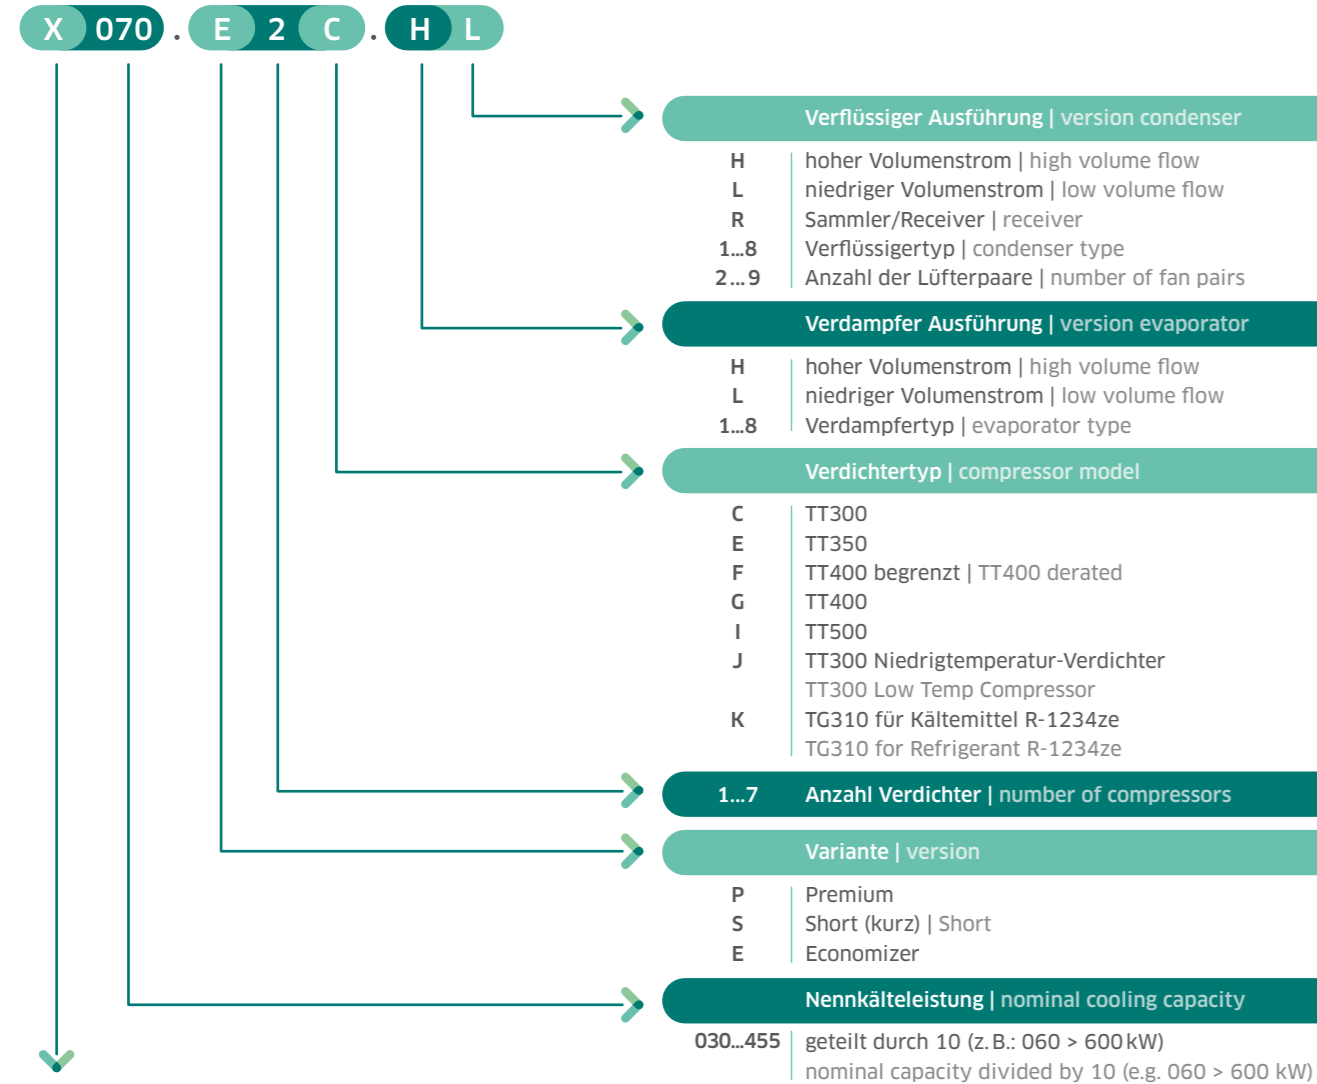 X 070 . E 2 C . H L
Verflüssiger Ausführung | version condenser
H hoher Volumenstrom | high volume flow
L niedriger Volumenstrom | low volume flow
R Sammler/Receiver | receiver
1...8 Verflüssigertyp | condenser type
2...9 Anzahl der Lüfterpaare | number of fan pairs
Verdampfer Ausführung | version evaporator
H hoher Volumenstrom | high volume flow
L niedriger Volumenstrom | low volume flow
1...8 Verdampfertyp | evaporator type
Verdichtertyp | compressor model
C TT300
E TT350
F TT400 begrenzt | TT400 derated
G TT400
I TT500
J TT300 Niedrigtemperatur-Verdichter
TT300 Low Temp Compressor
K TG310 für Kältemittel R-1234ze
TG310 for Refrigerant R-1234ze
1...7 Anzahl Verdichter | number of compressors
Variante | version
P Premium
S Short (kurz) | Short
E Economizer
Nennkälteleistung | nominal cooling capacity
030...455 geteilt durch 10 (z. B.: 060 > 600 kW)
nominal capacity divided by 10 (e.g. 060 > 600 kW)